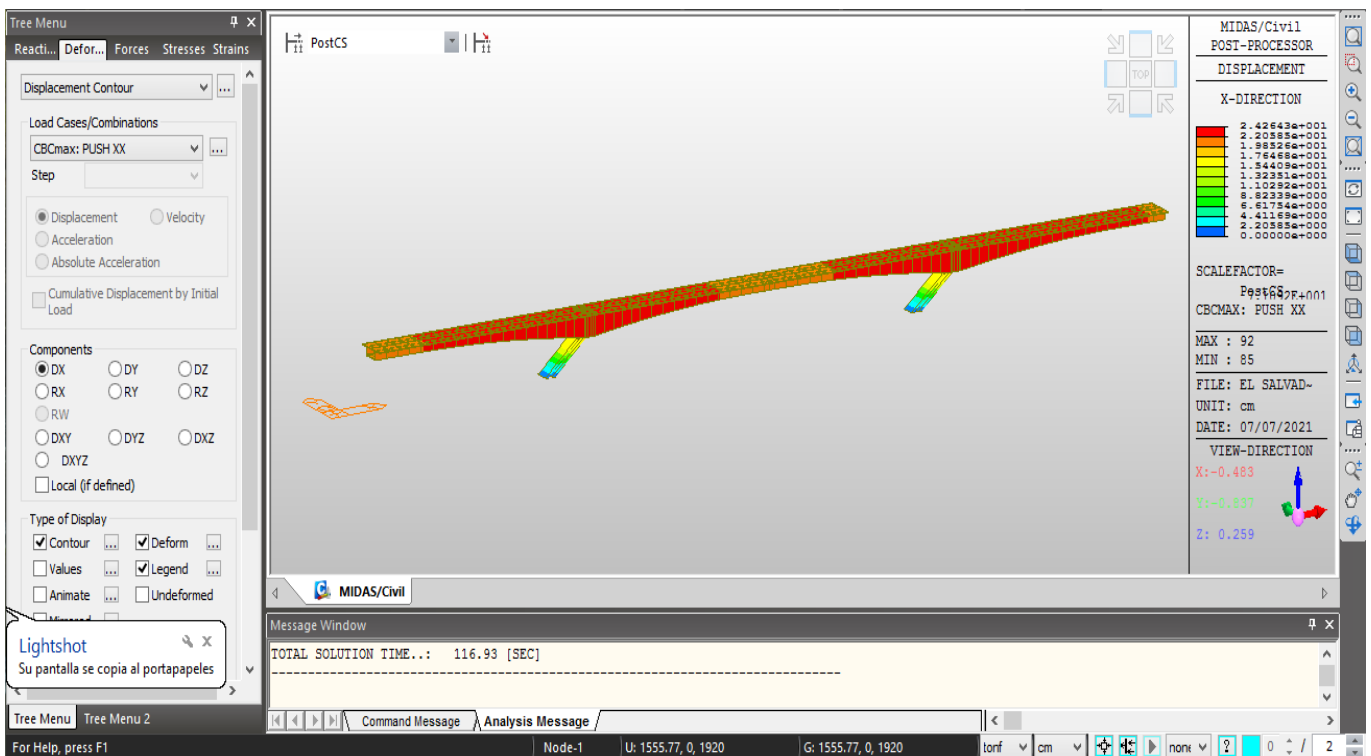 Tree Menu
Reacti... Defor... Forces Stresses Strains
Displacement Contour ...
Load Cases/Combinations
CBCmax: PUSH XX ...
Step
Displacement Velocity
Acceleration
Absolute Acceleration
Cumulative Displacement by Initial
Load
Components
DX DY DZ
RX RY RZ
RW
DXY DYZ DXZ
DXYZ
Local (if defined)
Type of Display
Contour ... Deform ...
Values ... Legend ...
Animate ... Undeformed
Lightshot
Su pantalla se copia al portapapeles
Tree Menu Tree Menu 2
PostCS
TOP
MIDAS/Civil
POST-PROCESSOR
DISPLACEMENT
X-DIRECTION
2.42643e+001
2.20585e+001
1.98526e+001
1.76468e+001
1.54409e+001
1.32351e+001
1.10292e+001
8.82339e+000
6.61754e+000
4.41169e+000
2.20585e+000
0.00000e+000
SCALEFACTOR=
PostCS
CBCMAX: PUSH XX
MAX : 92
MIN : 85
FILE: EL SALVAD~
UNIT: cm
DATE: 07/07/2021
VIEW-DIRECTION
X:-0.483
Z: 0.259
MIDAS/Civil
Message Window
TOTAL SOLUTION TIME..: 116.93 [SEC]
--------------------------------------------------------------------------------
Command Message Analysis Message
For Help, press F1
Node-1
U: 1555.77, 0, 1920
G: 1555.77, 0, 1920
tonf cm none ? 0 / 2